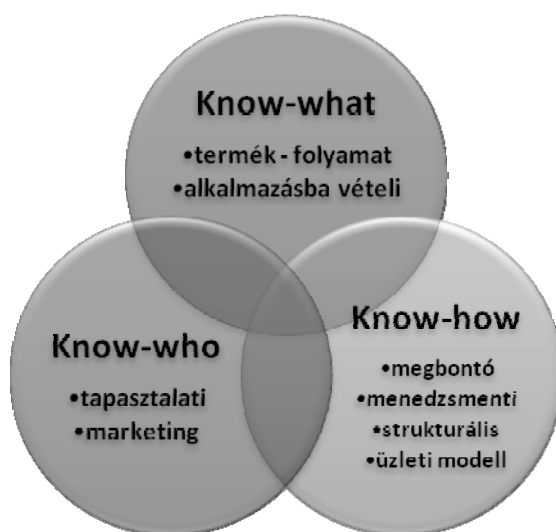 Know-what
•termék - folyamat
•alkalmazásba vételi
Know-who
•tapasztalati
•marketing
Know-how
•megbontó
•menedzsmenti
•strukturális
•üzleti modell